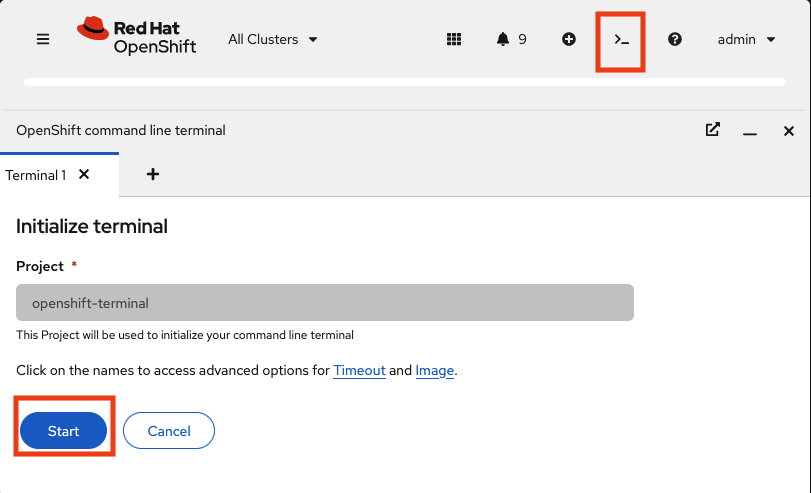 Red Hat
OpenShift
All Clusters
9
admin
OpenShift command line terminal
Terminal 1
Initialize terminal
Project *
openshift-terminal
This Project will be used to initialize your command line terminal
Click on the names to access advanced options for Timeout and Image.
Start
Cancel